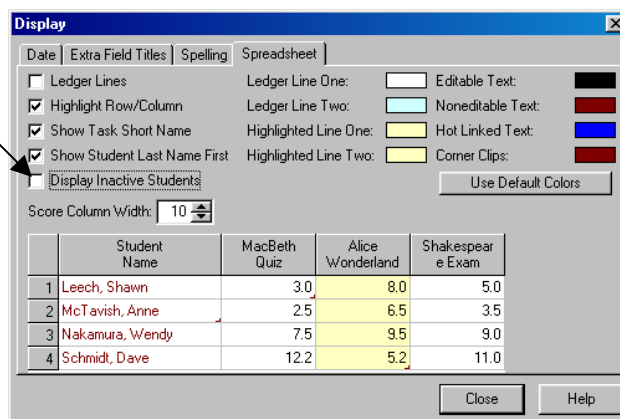 Display
Date Extra Field Titles Spelling Spreadsheet
Ledger Lines Ledger Line One: Editable Text:
Highlight Row/Column Ledger Line Two: Noneditable Text:
Show Task Short Name Highlighted Line One: Hot Linked Text:
Show Student Last Name First Highlighted Line Two: Corner Clips:
Display Inactive Students Use Default Colors
Score Column Width: 10
Student Name MacBeth Quiz Alice Wonderland Shakespear e Exam
1 Leech, Shawn 3.0 8.0 5.0
2 McTavish, Anne 2.5 6.5 3.5
3 Nakamura, Wendy 7.5 9.5 9.0
4 Schmidt, Dave 12.2 5.2 11.0
Close Help